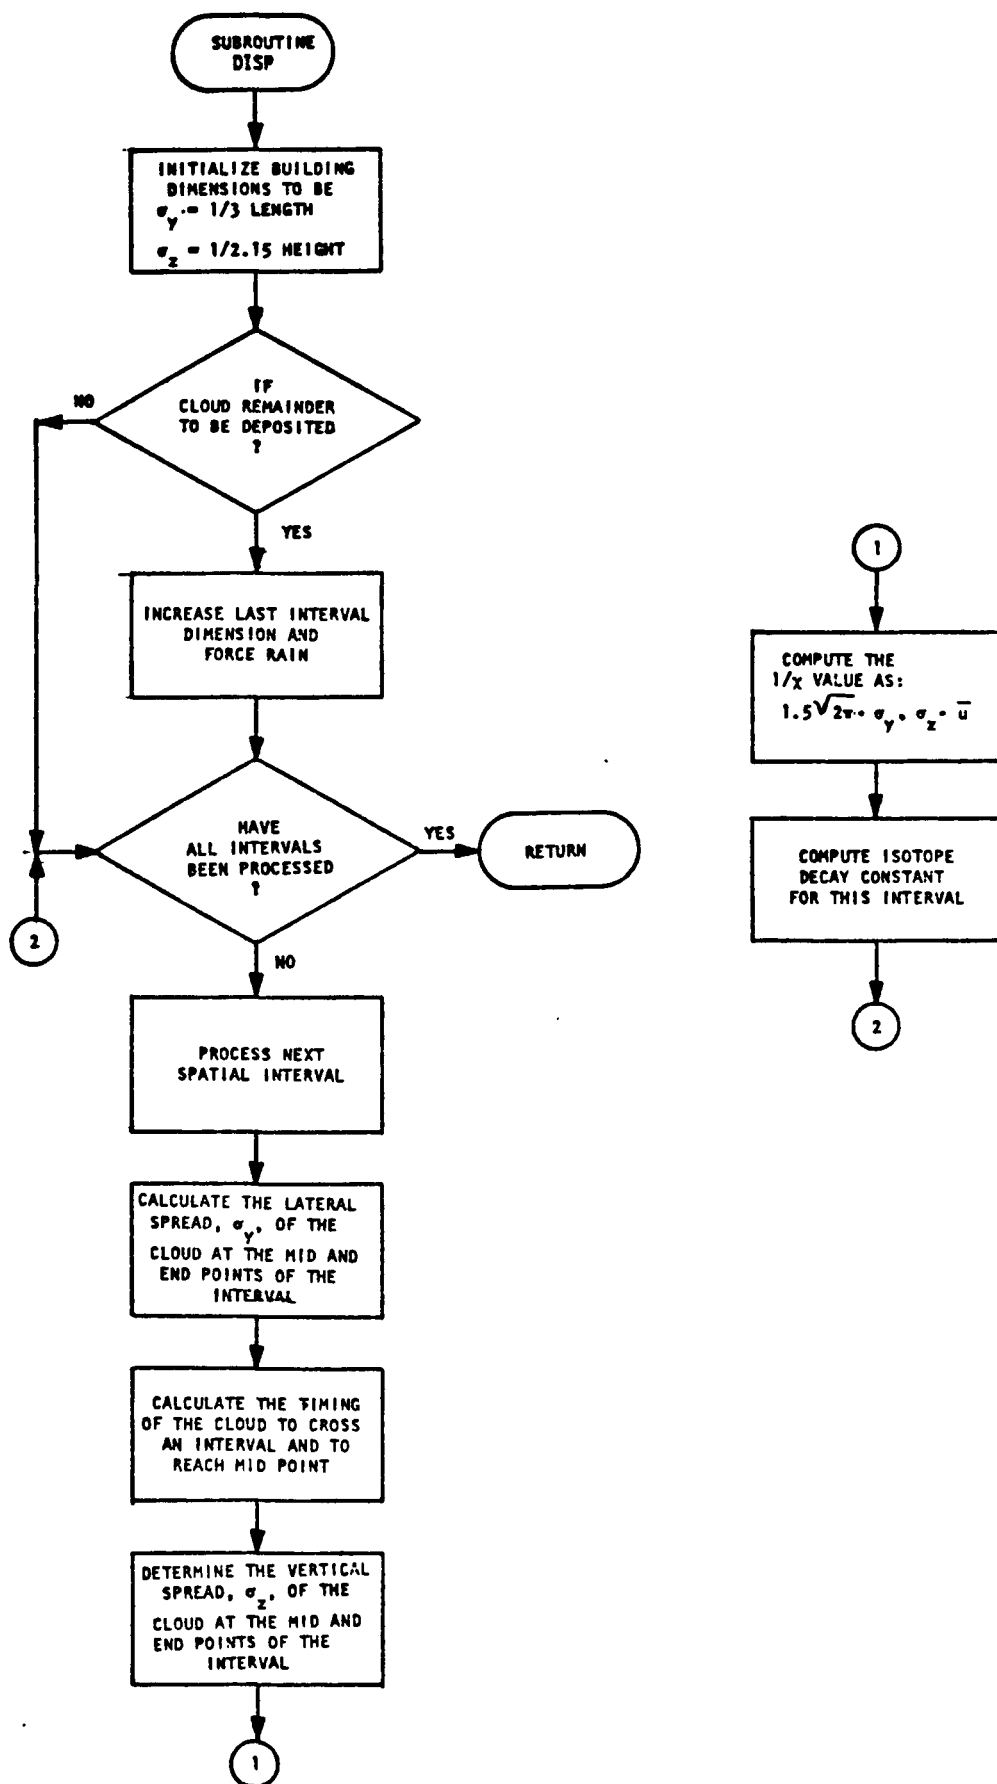 SUBROUTINE
DISP
INITIALIZE BUILDING
DIMENSIONS TO BE
σy = 1/3 LENGTH
σz = 1/2.15 HEIGHT
IF
CLOUD REMAINDER
TO BE DEPOSITED
?
NO
YES
INCREASE LAST INTERVAL
DIMENSION AND
FORCE RAIN
HAVE
ALL INTERVALS
BEEN PROCESSED
?
YES
RETURN
2
NO
PROCESS NEXT
SPATIAL INTERVAL
CALCULATE THE LATERAL
SPREAD, σy, OF THE
CLOUD AT THE MID AND
END POINTS OF THE
INTERVAL
CALCULATE THE TIMING
OF THE CLOUD TO CROSS
AN INTERVAL AND TO
REACH MID POINT
DETERMINE THE VERTICAL
SPREAD, σz, OF THE
CLOUD AT THE MID AND
END POINTS OF THE
INTERVAL
1
1
COMPUTE THE
1/χ VALUE AS:
1.5√2π · σy, σz · ū
COMPUTE ISOTOPE
DECAY CONSTANT
FOR THIS INTERVAL
2